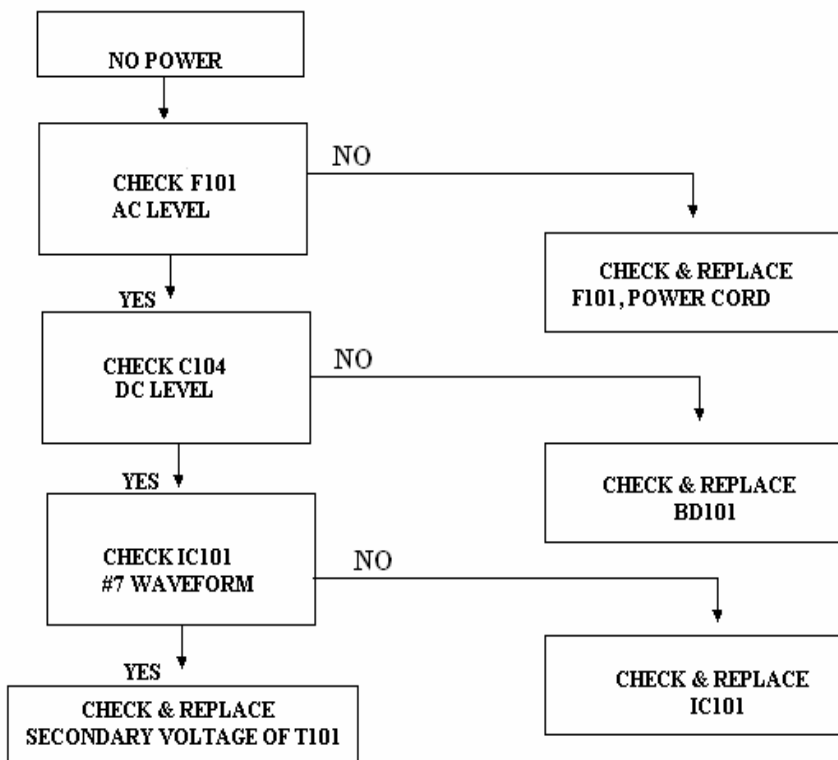 NO POWER
CHECK F101
AC LEVEL
NO
CHECK & REPLACE
F101, POWER CORD
YES
CHECK C104
DC LEVEL
NO
CHECK & REPLACE
BD101
YES
CHECK IC101
#7 WAVEFORM
NO
CHECK & REPLACE
IC101
YES
CHECK & REPLACE
SECONDARY VOLTAGE OF T101